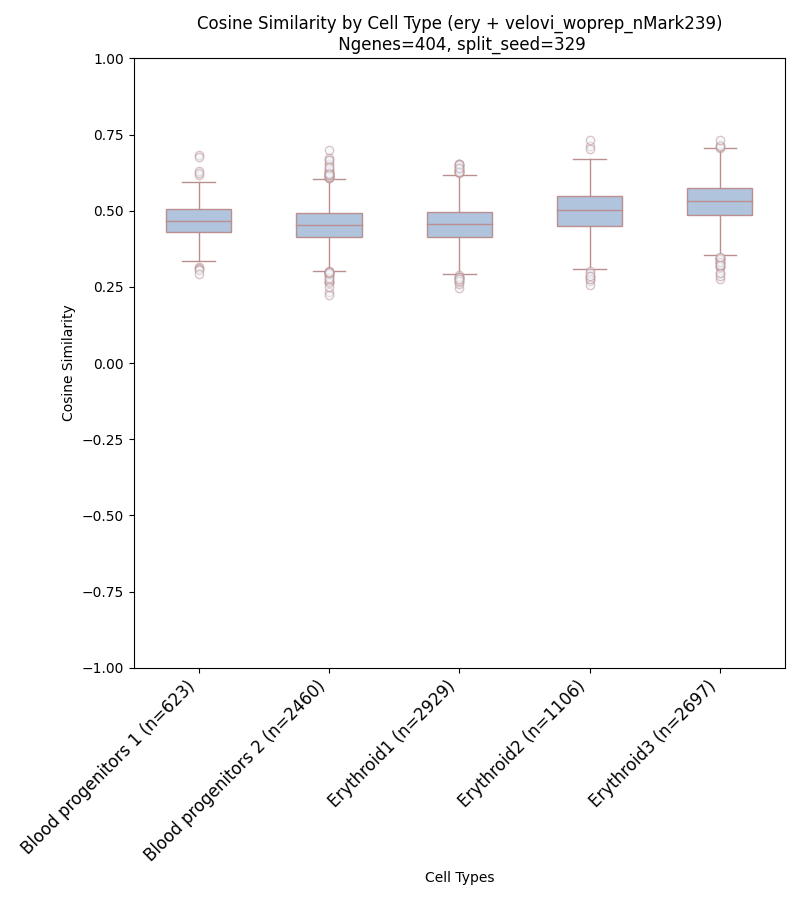 Cosine Similarity by Cell Type (ery + velovi_woprep_nMark239)
Ngenes=404, split_seed=329
Cosine Similarity
1.00
0.75
0.50
0.25
0.00
−0.25
−0.50
−0.75
−1.00
Blood progenitors 1 (n=623)
Blood progenitors 2 (n=2460)
Erythroid1 (n=2929)
Erythroid2 (n=1106)
Erythroid3 (n=2697)
Cell Types